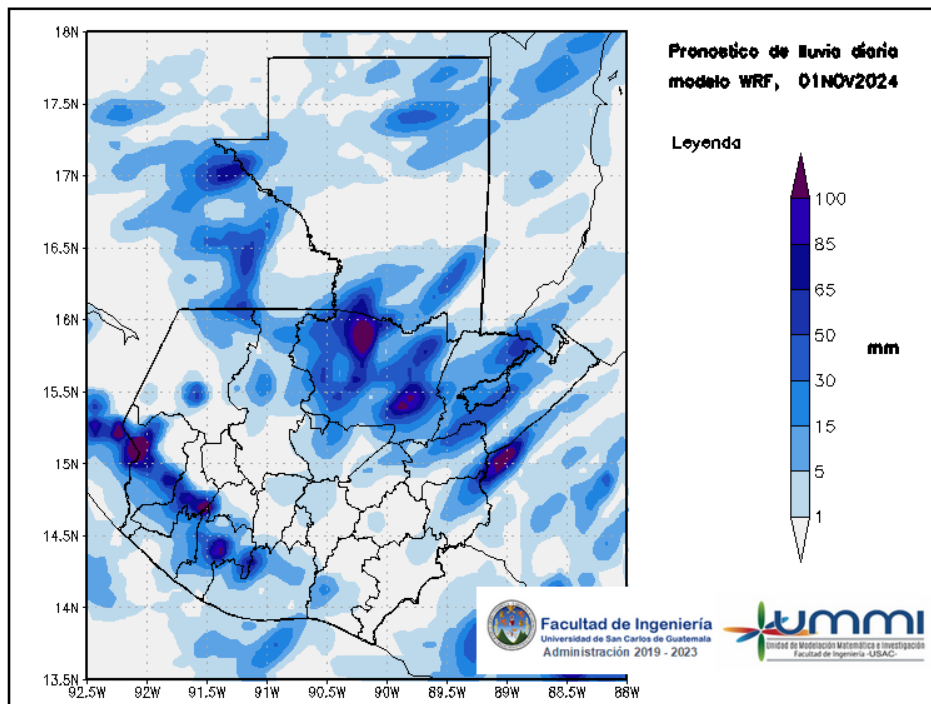 Pronostico de lluvia diaria
modelo WRF, 01NOV2024
Leyenda
100
85
65
50
30
15
5
1
mm
18N
17.5N
17N
16.5N
16N
15.5N
15N
14.5N
14N
13.5N
92.5W
92W
91.5W
91W
90.5W
90W
89.5W
89W
88.5W
88W
Facultad de Ingeniería
Universidad de San Carlos de Guatemala
Administración 2019 - 2023
ummi
Unidad de Modelación Matemática e Investigación
Facultad de Ingeniería -USAC-